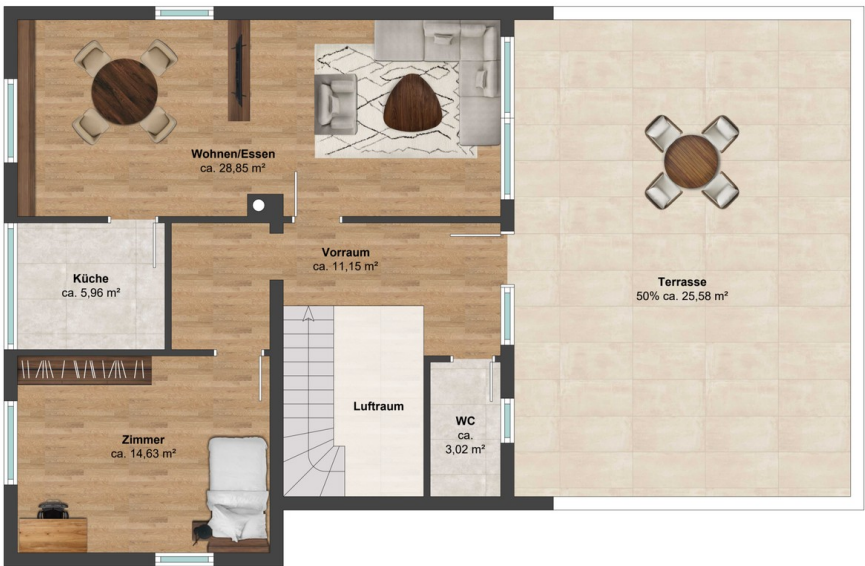 Wohnen/Essen
ca. 28,85 m²
Vorraum
ca. 11,15 m²
Küche
ca. 5,96 m²
Terrasse
50% ca. 25,58 m²
Luftraum
WC
ca.
3,02 m²
Zimmer
ca. 14,63 m²